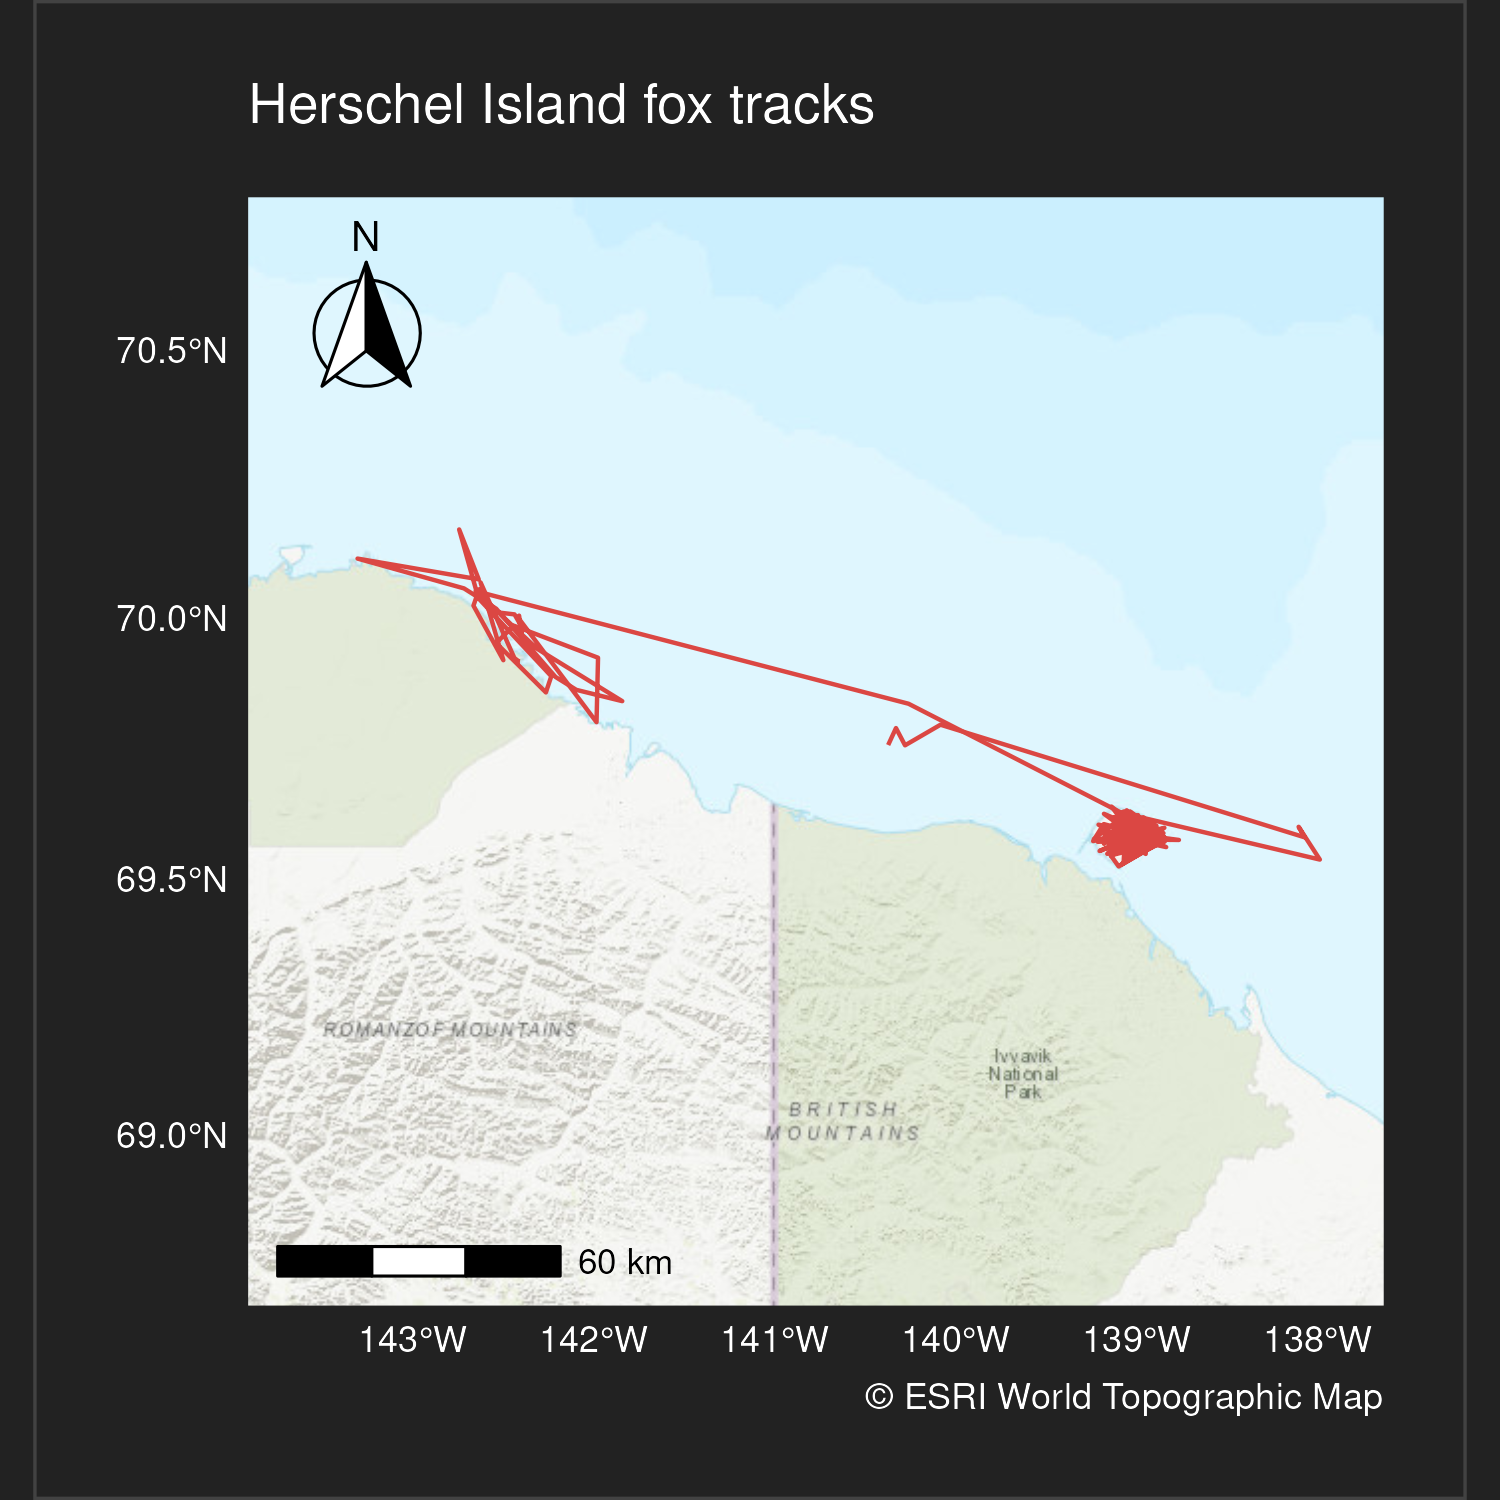 Herschel Island fox tracks
N
70.5°N
70.0°N
69.5°N
69.0°N
ROMANZOF MOUNTAINS
Ivvavik
National
Park
BRITISH
MOUNTAINS
60 km
143°W 142°W 141°W 140°W 139°W 138°W
© ESRI World Topographic Map